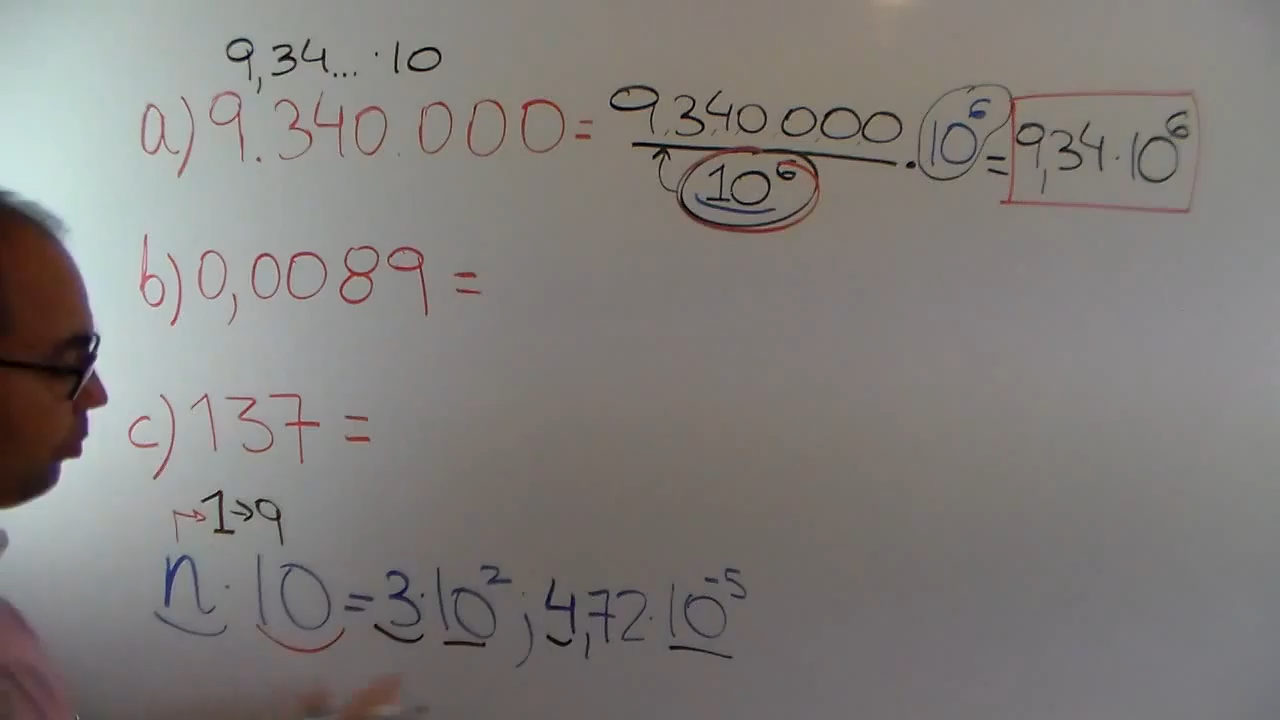 9,34... · 10
a) 9.340.000 = 9.340.000 / 10⁶ · 10⁶ = 9,34 · 10⁶
b) 0,0089 =
c) 137 =
↦ 1 → 9
n · 10 = 3 · 10² ; 4,72 · 10⁻⁵